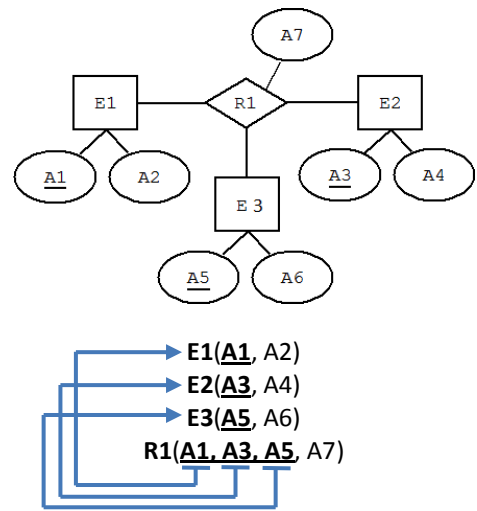 A7
E1 R1 E2
A1 A2 A3 A4
E 3
A5 A6
E1(A1, A2)
E2(A3, A4)
E3(A5, A6)
R1(A1, A3, A5, A7)